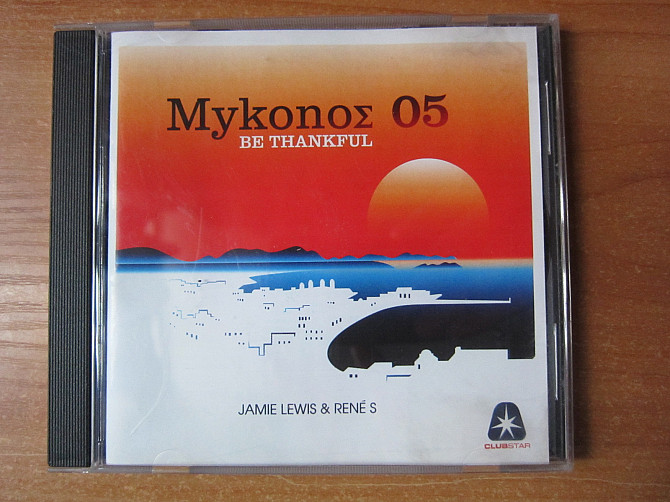 MykonoΣ 05
BE THANKFUL
JAMIE LEWIS & RENÉ S
CLUBSTAR